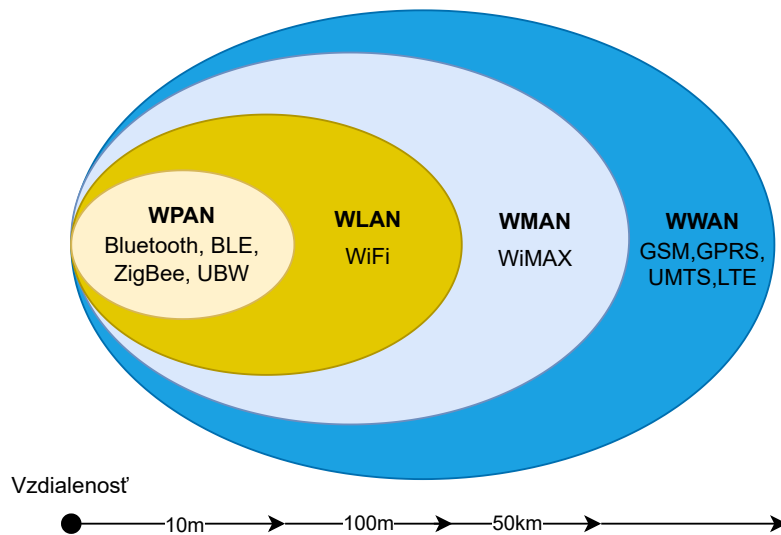 WPAN
Bluetooth, BLE,
ZigBee, UBW
WLAN
WiFi
WMAN
WiMAX
WWAN
GSM,GPRS,
UMTS,LTE
Vzdialenosť
10m
100m
50km